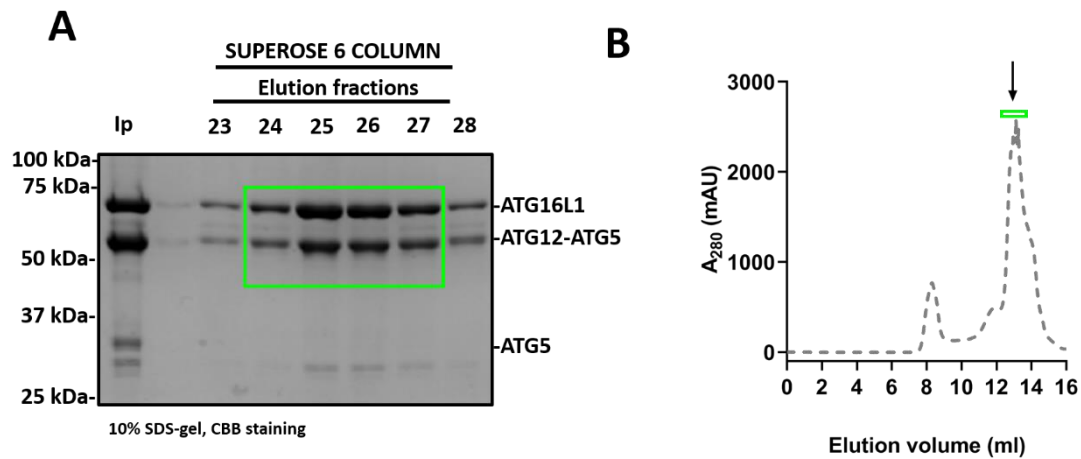 A
SUPEROSE 6 COLUMN
Elution fractions
Ip 23 24 25 26 27 28
100 kDa-
75 kDa-
50 kDa-
37 kDa-
25 kDa-
-ATG16L1
-ATG12-ATG5
-ATG5
10% SDS-gel, CBB staining
B
3000
2000
1000
0
A280 (mAU)
0 2 4 6 8 10 12 14 16
Elution volume (ml)